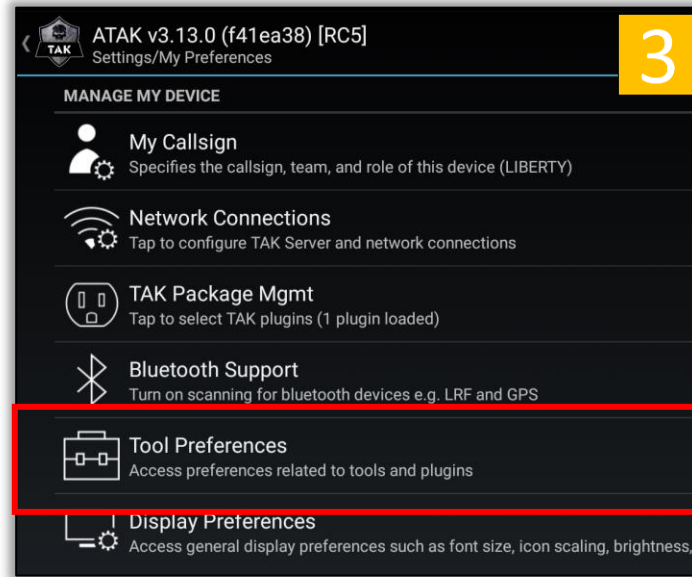 ATAK v3.13.0 (f41ea38) [RC5]
Settings/My Preferences
3
TAK
MANAGE MY DEVICE
My Callsign
Specifies the callsign, team, and role of this device (LIBERTY)
Network Connections
Tap to configure TAK Server and network connections
TAK Package Mgmt
Tap to select TAK plugins (1 plugin loaded)
Bluetooth Support
Turn on scanning for bluetooth devices e.g. LRF and GPS
Tool Preferences
Access preferences related to tools and plugins
Display Preferences
Access general display preferences such as font size, icon scaling, brightness,